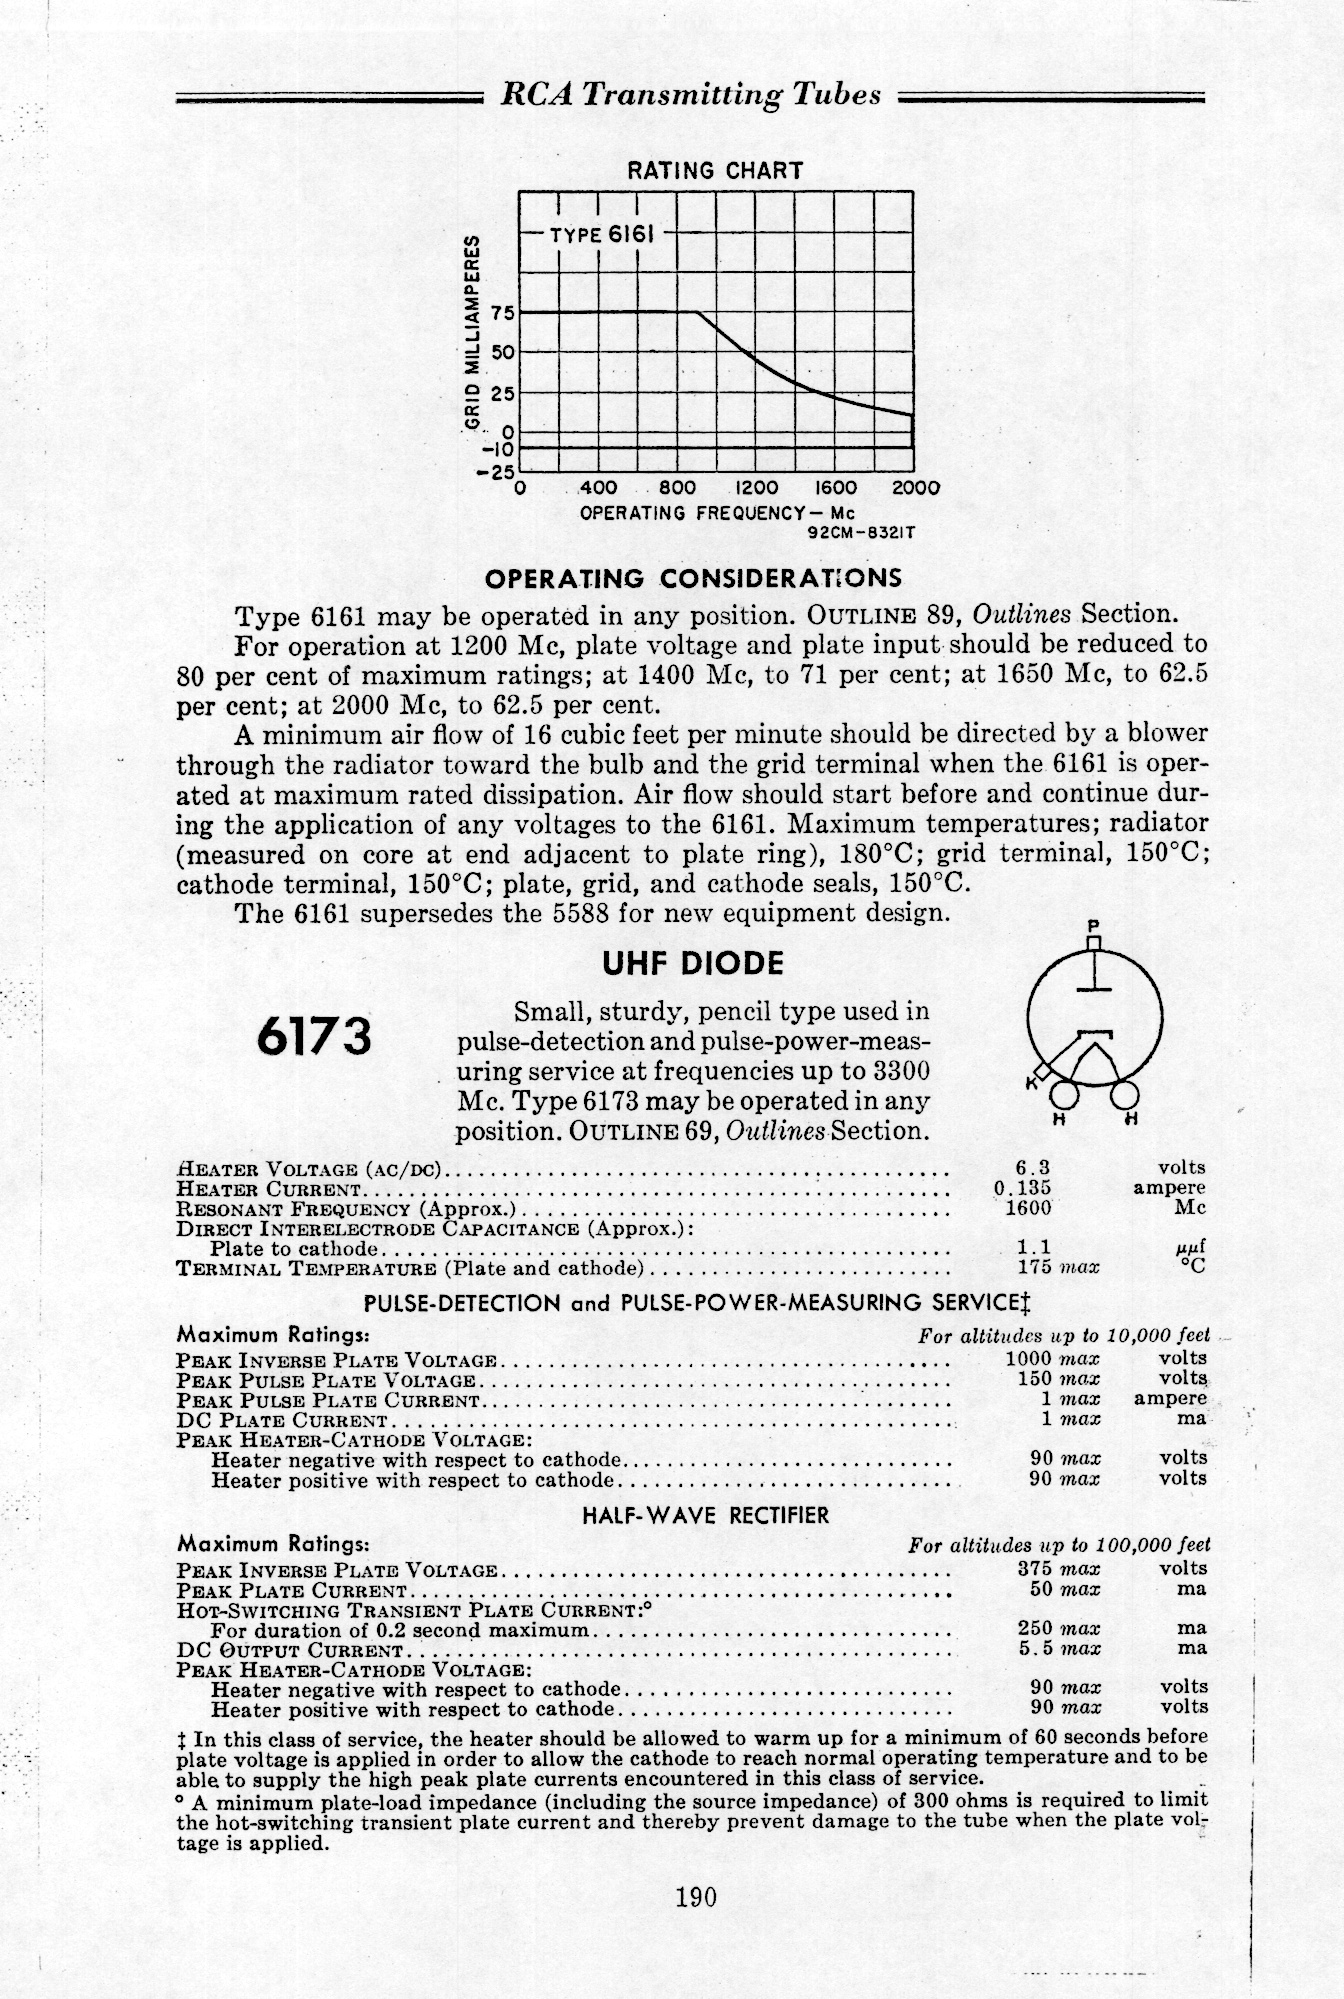 RCA Transmitting Tubes
RATING CHART
TYPE 6161
GRID MILLIAMPERES
75
50
25
0
-10
-25
0 400 800 1200 1600 2000
OPERATING FREQUENCY— Mc
92CM-8321T
OPERATING CONSIDERATIONS
Type 6161 may be operated in any position. OUTLINE 89, Outlines Section.
For operation at 1200 Mc, plate voltage and plate input should be reduced to
80 per cent of maximum ratings; at 1400 Mc, to 71 per cent; at 1650 Mc, to 62.5
per cent; at 2000 Mc, to 62.5 per cent.
A minimum air flow of 16 cubic feet per minute should be directed by a blower
through the radiator toward the bulb and the grid terminal when the 6161 is oper-
ated at maximum rated dissipation. Air flow should start before and continue dur-
ing the application of any voltages to the 6161. Maximum temperatures; radiator
(measured on core at end adjacent to plate ring), 180°C; grid terminal, 150°C;
cathode terminal, 150°C; plate, grid, and cathode seals, 150°C.
The 6161 supersedes the 5588 for new equipment design.
UHF DIODE
6173
Small, sturdy, pencil type used in
pulse-detection and pulse-power-meas-
uring service at frequencies up to 3300
Mc. Type 6173 may be operated in any
position. OUTLINE 69, Outlines Section.
P
K
H H
HEATER VOLTAGE (AC/DC)........ 6.3 volts
HEATER CURRENT........ 0.135 ampere
RESONANT FREQUENCY (Approx.)........ 1600 Mc
DIRECT INTERELECTRODE CAPACITANCE (Approx.):
Plate to cathode........ 1.1 μμf
TERMINAL TEMPERATURE (Plate and cathode)........ 175 max °C
PULSE-DETECTION and PULSE-POWER-MEASURING SERVICE‡
Maximum Ratings: For altitudes up to 10,000 feet
PEAK INVERSE PLATE VOLTAGE........ 1000 max volts
PEAK PULSE PLATE VOLTAGE........ 150 max volts
PEAK PULSE PLATE CURRENT........ 1 max ampere
DC PLATE CURRENT........ 1 max ma
PEAK HEATER-CATHODE VOLTAGE:
Heater negative with respect to cathode........ 90 max volts
Heater positive with respect to cathode........ 90 max volts
HALF-WAVE RECTIFIER
Maximum Ratings: For altitudes up to 100,000 feet
PEAK INVERSE PLATE VOLTAGE........ 375 max volts
PEAK PLATE CURRENT........ 50 max ma
HOT-SWITCHING TRANSIENT PLATE CURRENT:°
For duration of 0.2 second maximum........ 250 max ma
DC OUTPUT CURRENT........ 5.5 max ma
PEAK HEATER-CATHODE VOLTAGE:
Heater negative with respect to cathode........ 90 max volts
Heater positive with respect to cathode........ 90 max volts
‡ In this class of service, the heater should be allowed to warm up for a minimum of 60 seconds before
plate voltage is applied in order to allow the cathode to reach normal operating temperature and to be
able to supply the high peak plate currents encountered in this class of service.
° A minimum plate-load impedance (including the source impedance) of 300 ohms is required to limit
the hot-switching transient plate current and thereby prevent damage to the tube when the plate vol-
tage is applied.
190